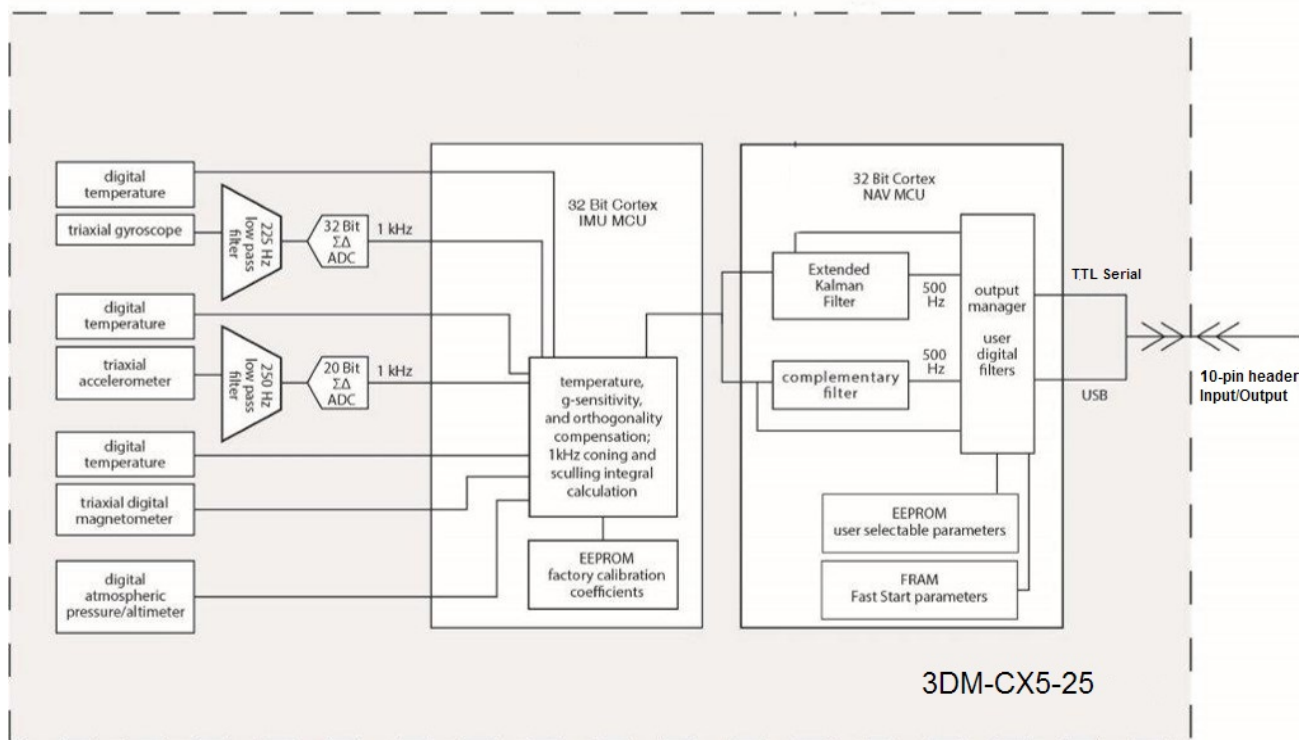 digital
temperature
triaxial gyroscope
225 Hz
low pass
filter
32 Bit
ΣΔ
ADC
1 kHz
digital
temperature
triaxial
accelerometer
250 Hz
low pass
filter
20 Bit
ΣΔ
ADC
1 kHz
digital
temperature
triaxial digital
magnetometer
digital
atmospheric
pressure/altimeter
32 Bit Cortex
IMU MCU
temperature,
g-sensitivity,
and orthogonality
compensation;
1kHz coning and
sculling integral
calculation
EEPROM
factory calibration
coefficients
32 Bit Cortex
NAV MCU
Extended
Kalman
Filter
500
Hz
complementary
filter
500
Hz
output
manager
user
digital
filters
EEPROM
user selectable parameters
FRAM
Fast Start parameters
TTL Serial
USB
10-pin header
Input/Output
3DM-CX5-25